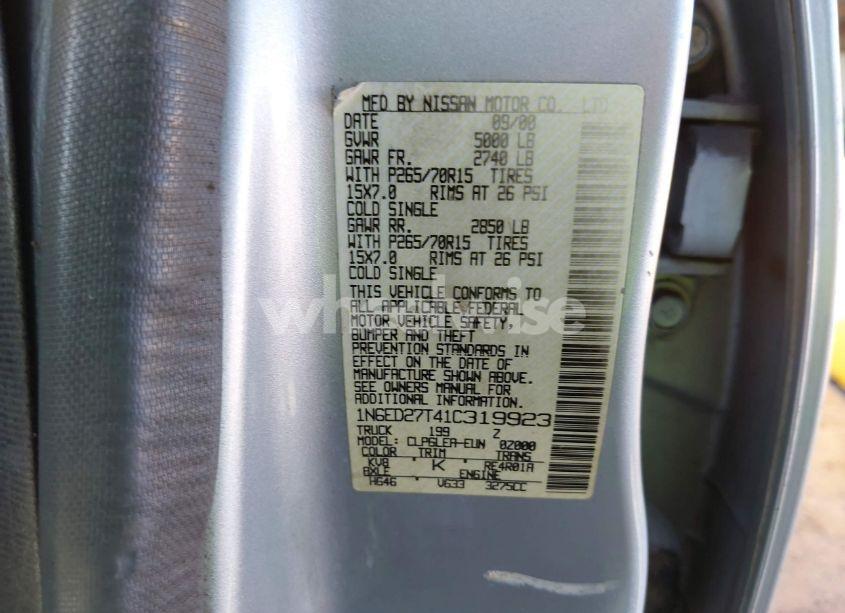 MFD BY NISSAN MOTOR CO. LTD
DATE 09/00
GVWR 5000 LB
GAWR FR. 2740 LB
WITH P265/70R15 TIRES
15X7.0 RIMS AT 26 PSI
COLD SINGLE
GAWR RR. 2850 LB
WITH P265/70R15 TIRES
15X7.0 RIMS AT 26 PSI
COLD SINGLE
THIS VEHICLE CONFORMS TO
ALL APPLICABLE FEDERAL
MOTOR VEHICLE SAFETY,
BUMPER AND THEFT
PREVENTION STANDARDS IN
EFFECT ON THE DATE OF
MANUFACTURE SHOWN ABOVE.
SEE OWNERS MANUAL FOR
ADDITIONAL INFORMATION.
1N6ED27T41C319923
TRUCK 199 Z
MODEL: CLPGLEA-EUN 0Z000
COLOR TRIM TRANS
KV8 K RE4R01A
AXLE ENGINE
HG46 VG33 3275CC